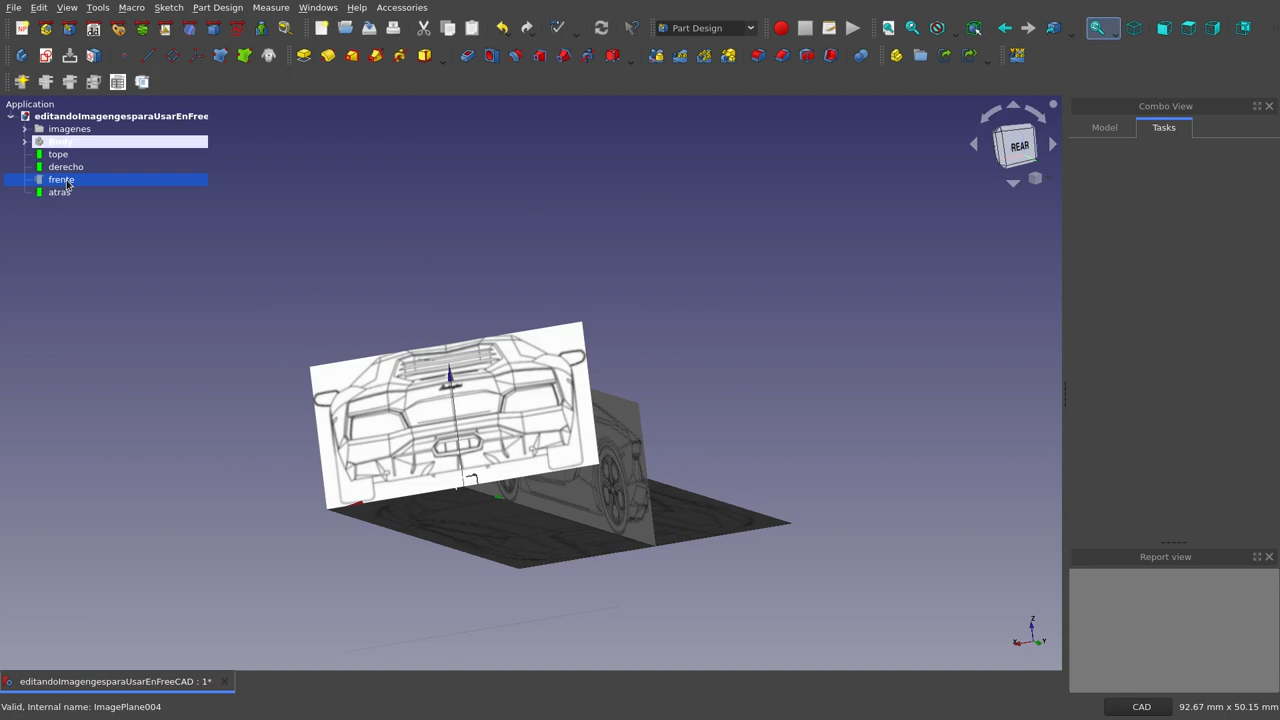 File Edit View Tools Macro Sketch Part Design Measure Windows Help Accessories
Part Design
Application
editandoImagengesparaUsarEnFree
imagenes
Body
tope
derecho
frente
atras
REAR
Combo View
Model Tasks
Report view
Z
X
Y
editandoImagengesparaUsarEnFreeCAD : 1*
Valid, Internal name: ImagePlane004
CAD
92.67 mm x 50.15 mm